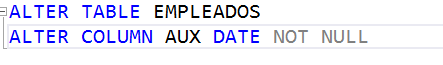 ALTER TABLE EMPLEADOS
ALTER COLUMN AUX DATE NOT NULL